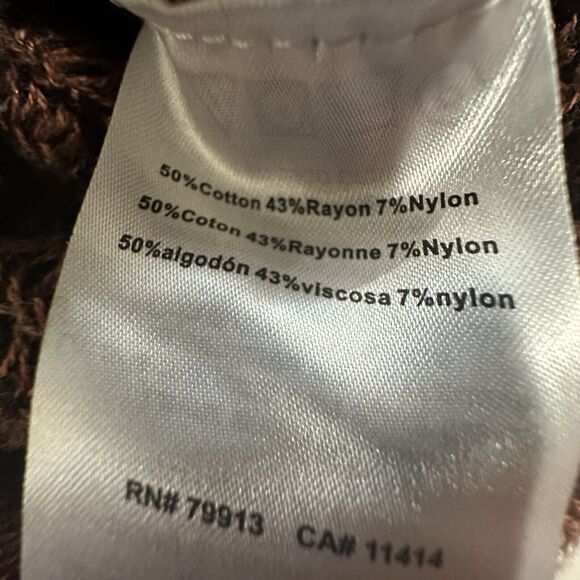 50%Cotton 43%Rayon 7%Nylon
50%Coton 43%Rayonne 7%Nylon
50%algodón 43%viscosa 7%nylon
RN# 79913 CA# 11414